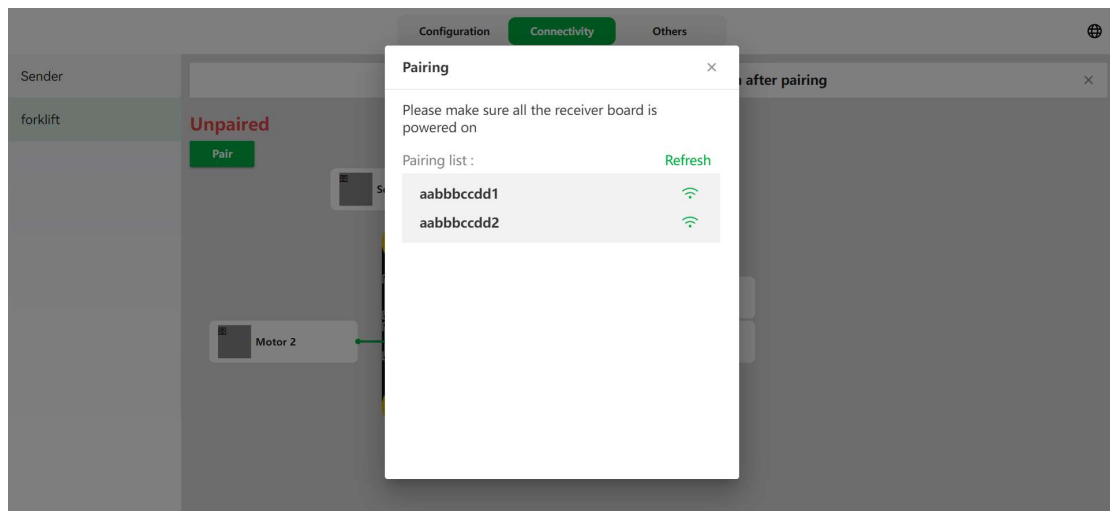 Configuration
Connectivity
Others
Sender
forklift
after pairing
Unpaired
Pair
Motor 2
Pairing
Please make sure all the receiver board is
powered on
Pairing list :
Refresh
aabbbccdd1
aabbbccdd2